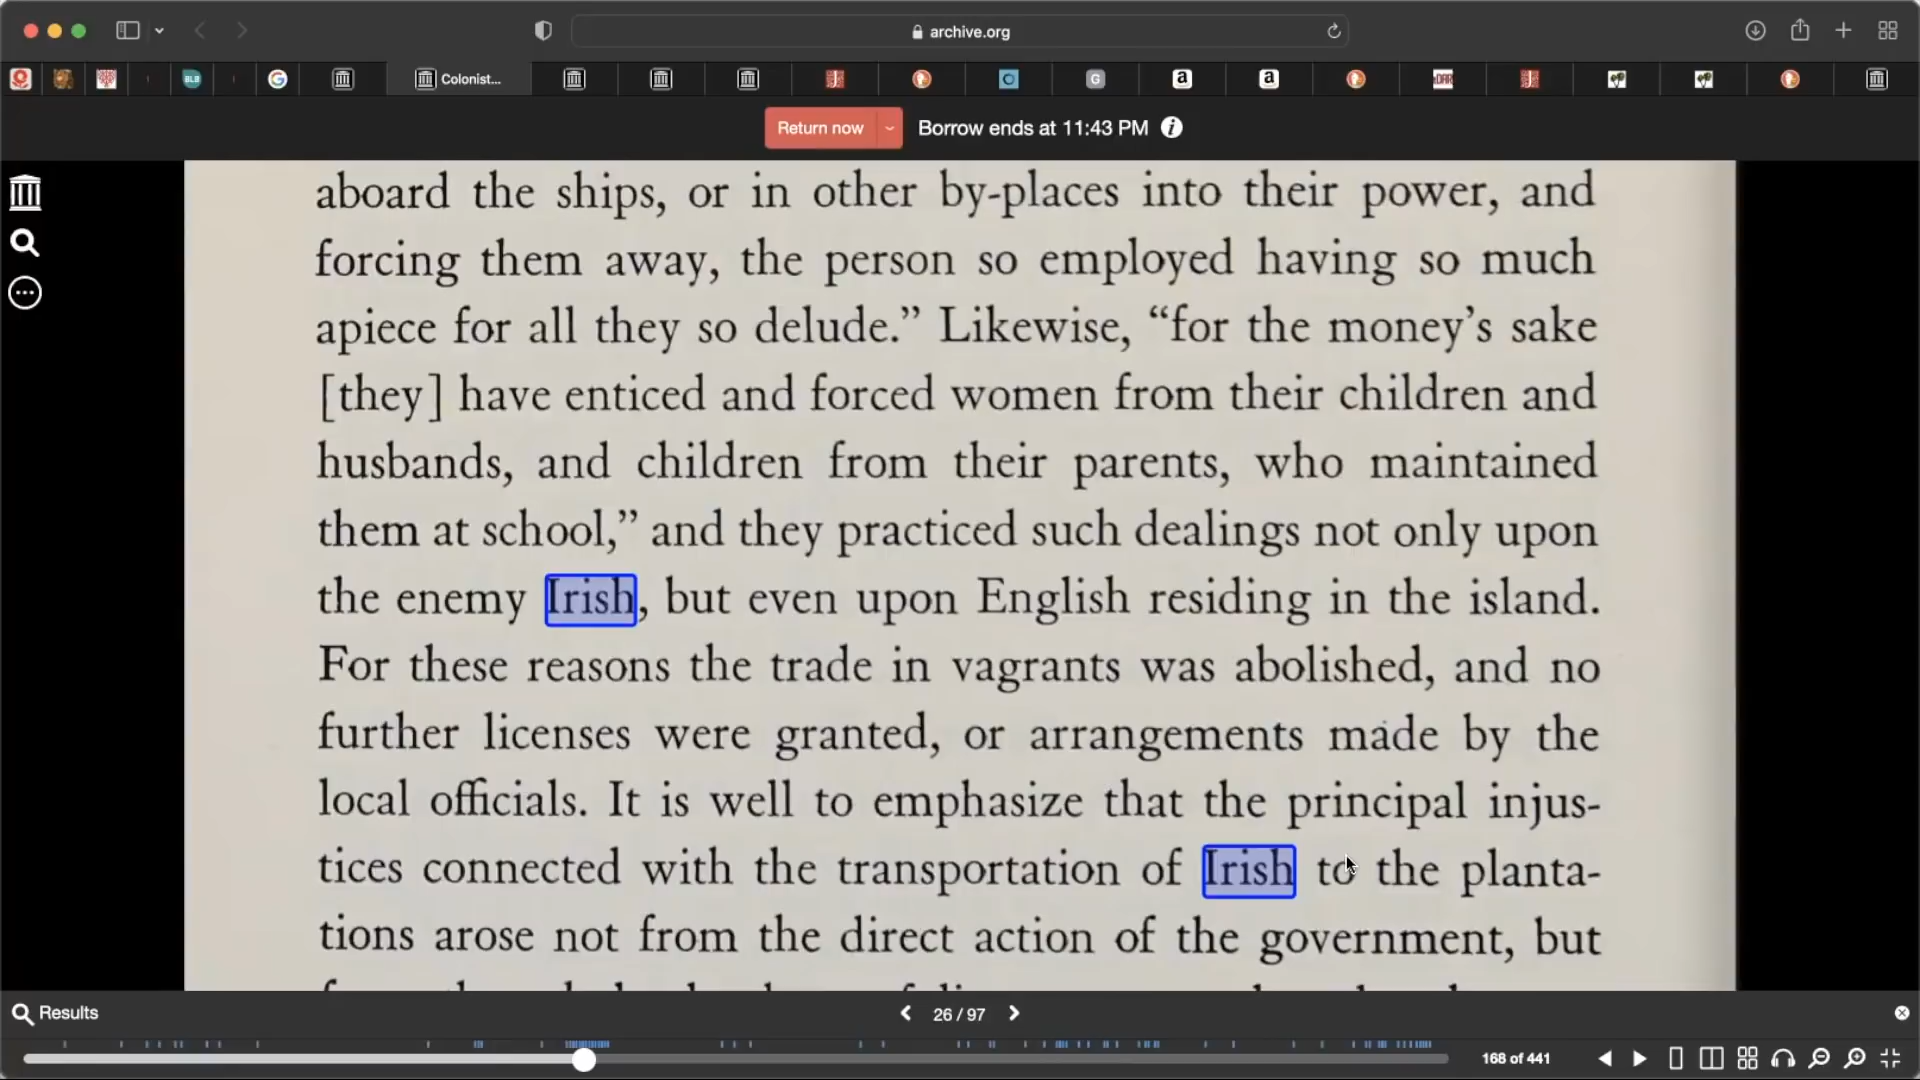 archive.org
BLB
G
Colonist...
G
a
a
DAR
Return now
Borrow ends at 11:43 PM
aboard the ships, or in other by-places into their power, and
forcing them away, the person so employed having so much
apiece for all they so delude.” Likewise, “for the money’s sake
[they] have enticed and forced women from their children and
husbands, and children from their parents, who maintained
them at school,” and they practiced such dealings not only upon
the enemy Irish, but even upon English residing in the island.
For these reasons the trade in vagrants was abolished, and no
further licenses were granted, or arrangements made by the
local officials. It is well to emphasize that the principal injus-
tices connected with the transportation of Irish to the planta-
tions arose not from the direct action of the government, but
Results
26 / 97
168 of 441